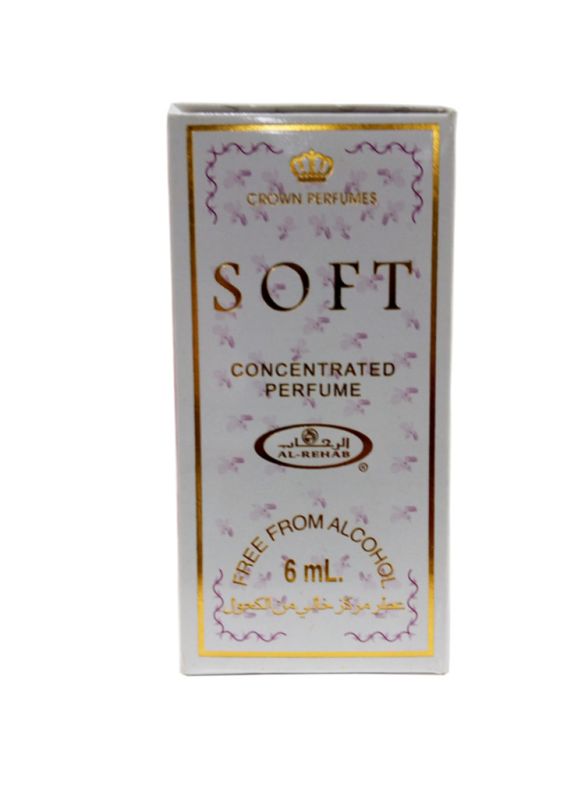 CROWN PERFUMES
SOFT
CONCENTRATED
PERFUME
الرحاب
AL-REHAB
®
FREE FROM ALCOHOL
6 mL.
عطر مركز خالي من الكحول